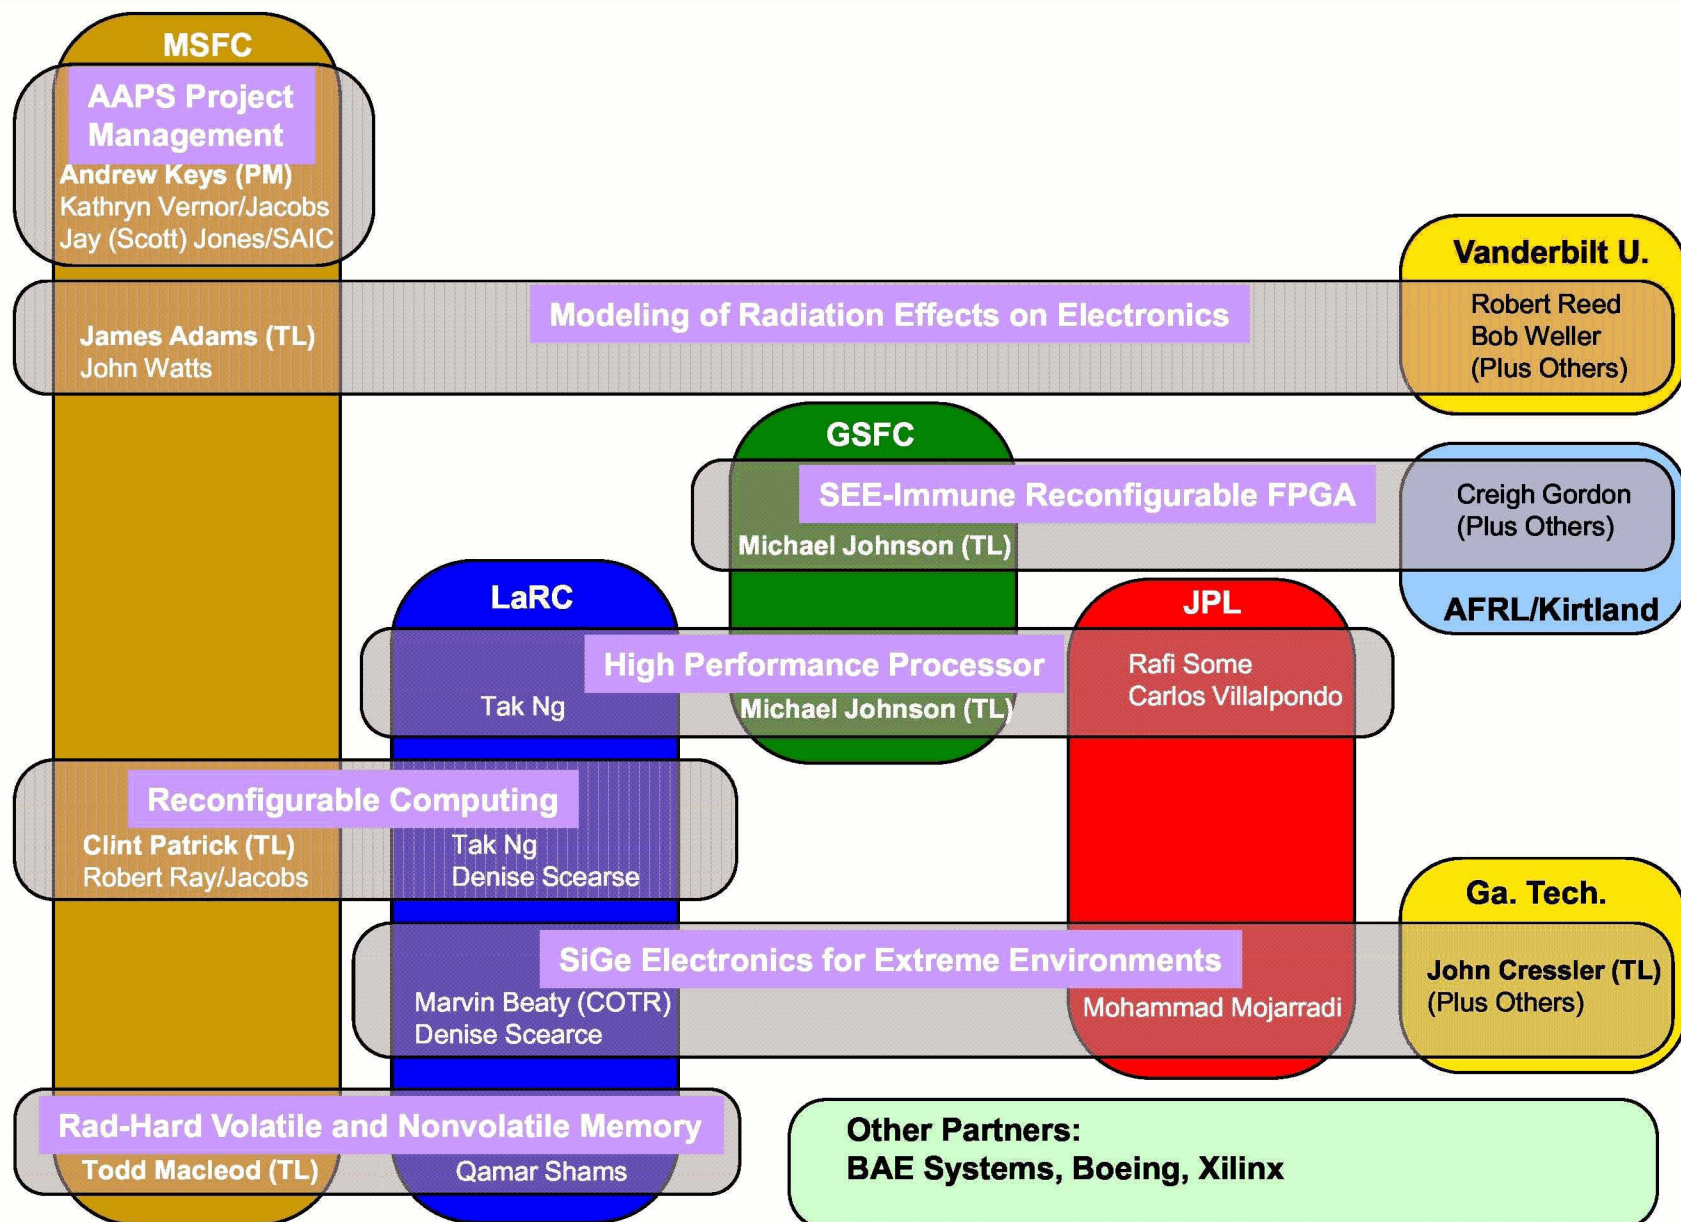 MSFC
AAPS Project
Management
Andrew Keys (PM)
Kathryn Vernor/Jacobs
Jay (Scott) Jones/SAIC
Vanderbilt U.
Modeling of Radiation Effects on Electronics
James Adams (TL)
John Watts
Robert Reed
Bob Weller
(Plus Others)
GSFC
SEE-Immune Reconfigurable FPGA
Michael Johnson (TL)
Creigh Gordon
(Plus Others)
AFRL/Kirtland
LaRC
JPL
High Performance Processor
Tak Ng
Michael Johnson (TL)
Rafi Some
Carlos Villalpondo
Reconfigurable Computing
Clint Patrick (TL)
Robert Ray/Jacobs
Tak Ng
Denise Scearse
Ga. Tech.
SiGe Electronics for Extreme Environments
Marvin Beaty (COTR)
Denise Scearce
Mohammad Mojarradi
John Cressler (TL)
(Plus Others)
Rad-Hard Volatile and Nonvolatile Memory
Todd Macleod (TL)
Qamar Shams
Other Partners:
BAE Systems, Boeing, Xilinx